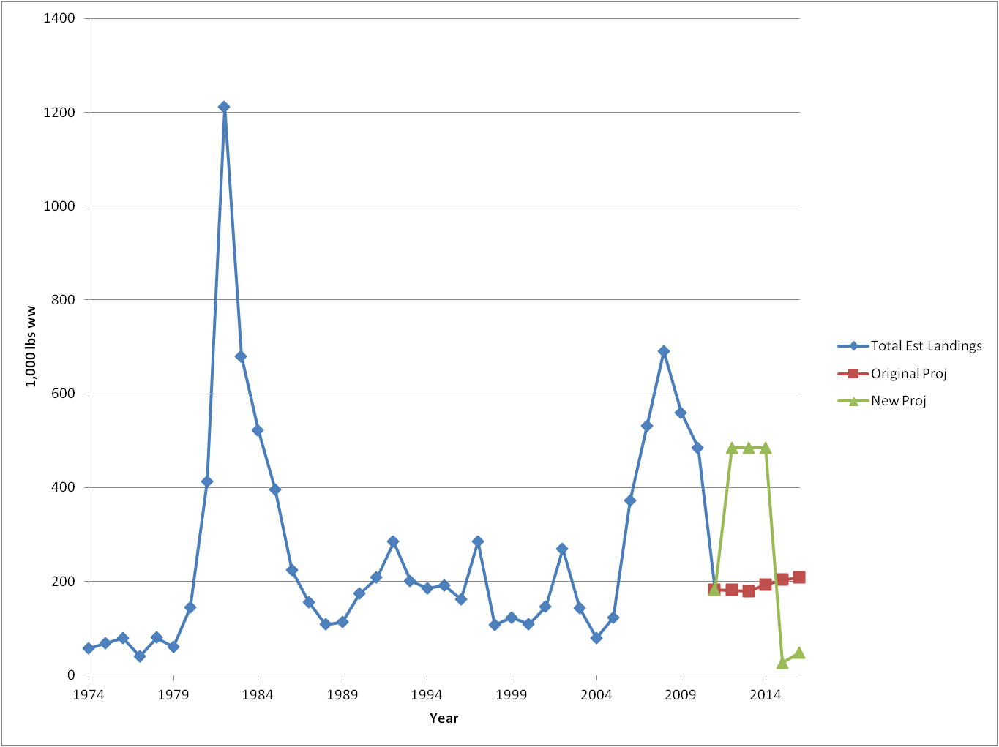 1400
1200
1000
800
600
400
200
0
1,000 lbs ww
1974 1979 1984 1989 1994 1999 2004 2009 2014
Year
Total Est Landings
Original Proj
New Proj